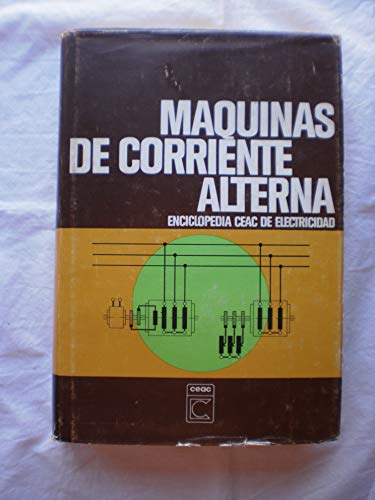 MAQUINAS
DE CORRIENTE
ALTERNA
ENCICLOPEDIA CEAC DE ELECTRICIDAD
ceac